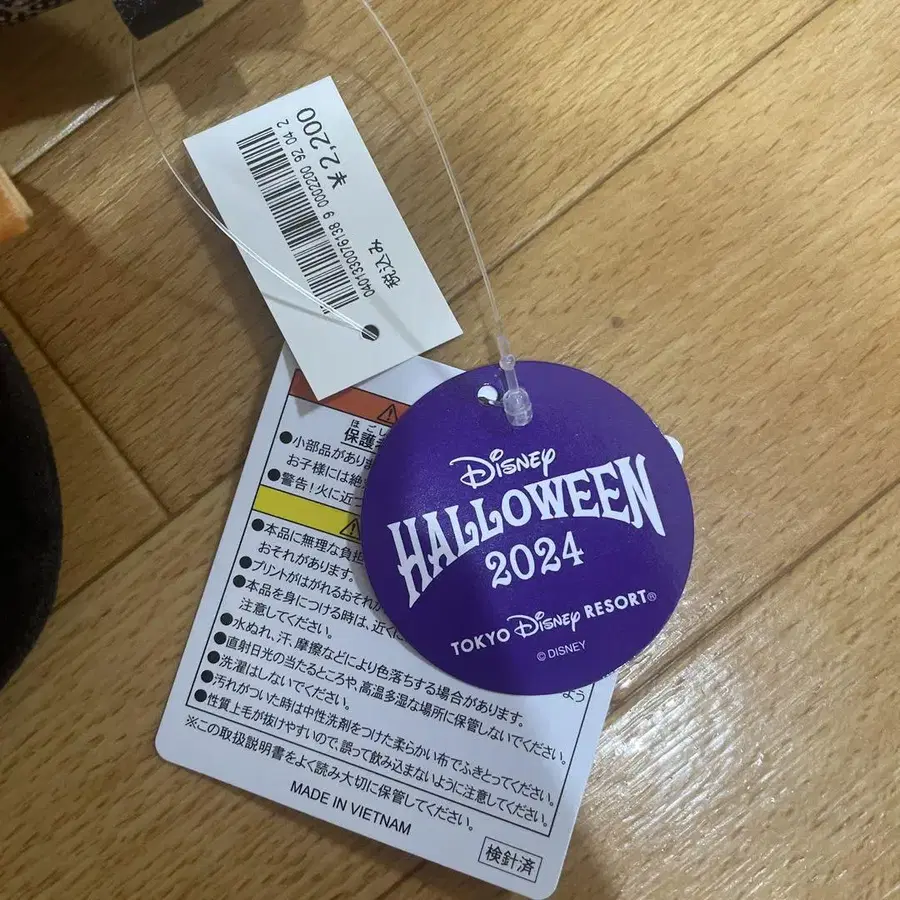 ¥2,200
0401330076138 9 0002200 92 04 2
税込み
Disney
HALLOWEEN
2024
TOKYO Disney RESORT®
© DISNEY
ほごし
保護者
●小部品があり
お子様には絶
●警告!火に近づ
●本品に無理な負担
おそれがあります。
●プリントがはがれるおそれが
●本品を身につける時は、近く
注意してください。
よう
●水ぬれ、汗、摩擦などにより色落ちする場合があります。
●直射日光の当たるところや、高温多湿な場所に保管しないでください。
●洗濯はしないでください。
●汚れがついた時は中性洗剤をつけた柔らかい布でふきとってください。
●性質上毛が抜けやすいので、誤って飲み込まないように注意してください。
※この取扱説明書をよく読み大切に保管してください。
MADE IN VIETNAM
検針済